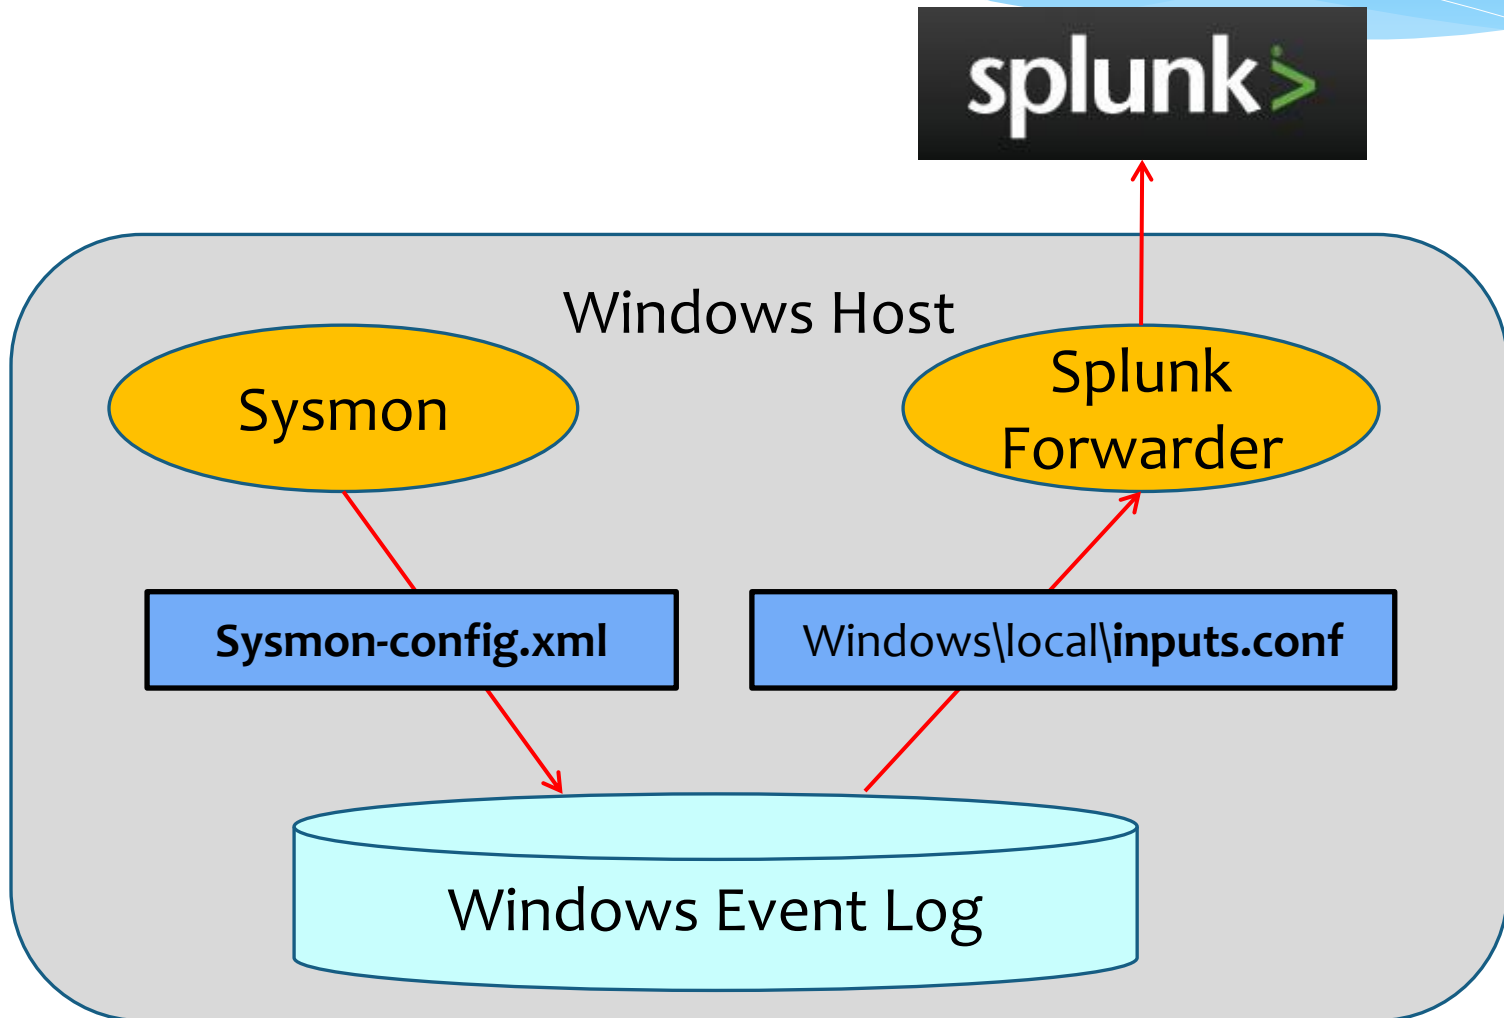 splunk>
Windows Host
Sysmon
Splunk
Forwarder
Sysmon-config.xml
Windows\local\inputs.conf
Windows Event Log